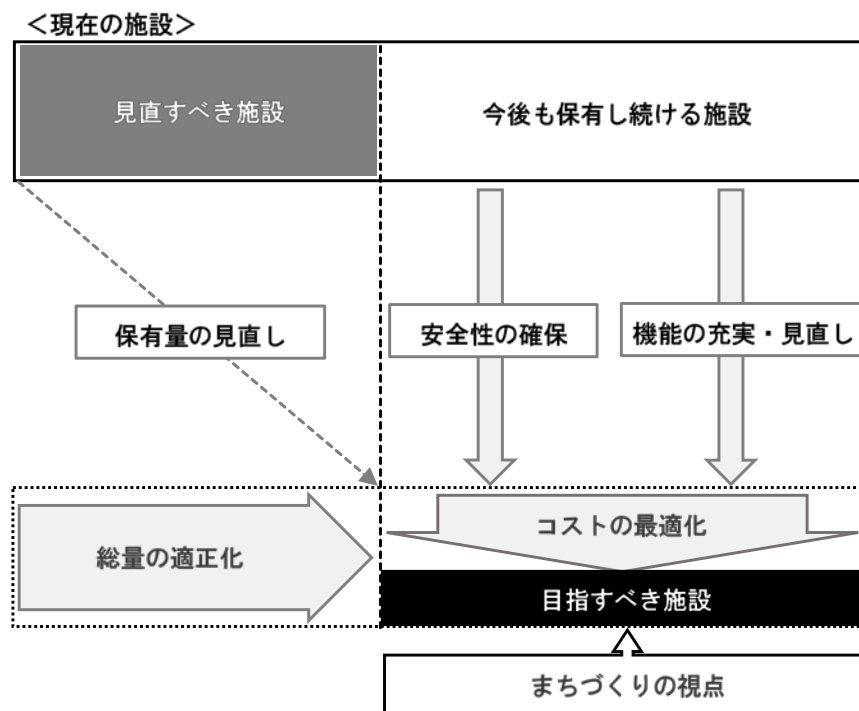 ＜現在の施設＞
見直すべき施設
今後も保有し続ける施設
保有量の見直し
安全性の確保
機能の充実・見直し
総量の適正化
コストの最適化
目指すべき施設
まちづくりの視点